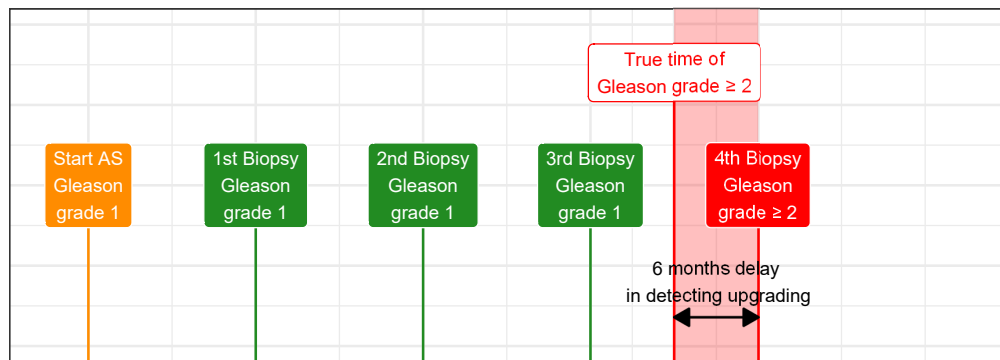 True time of
Gleason grade ≥ 2
Start AS
Gleason
grade 1
1st Biopsy
Gleason
grade 1
2nd Biopsy
Gleason
grade 1
3rd Biopsy
Gleason
grade 1
4th Biopsy
Gleason
grade ≥ 2
6 months delay
in detecting upgrading